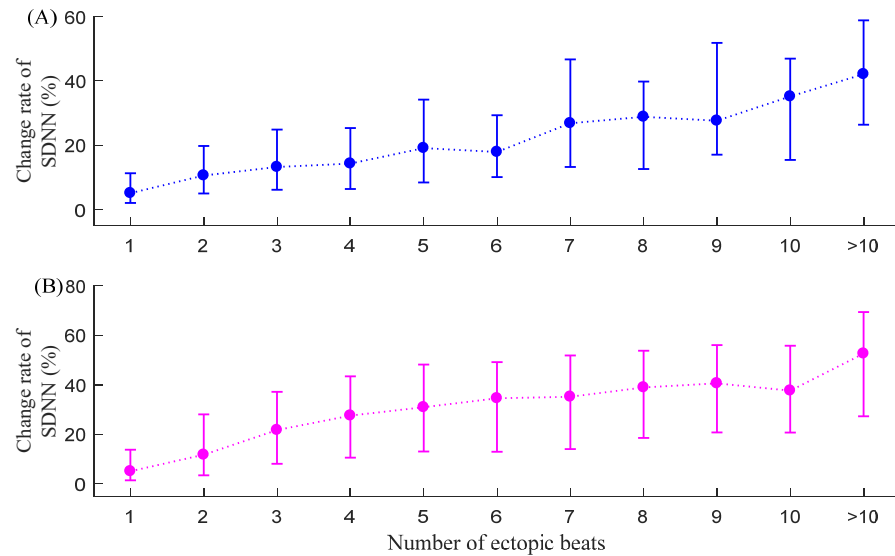 (A)
Change rate of
SDNN (%)
60
40
20
0
1 2 3 4 5 6 7 8 9 10 >10
(B)
Change rate of
SDNN (%)
80
60
40
20
0
1 2 3 4 5 6 7 8 9 10 >10
Number of ectopic beats